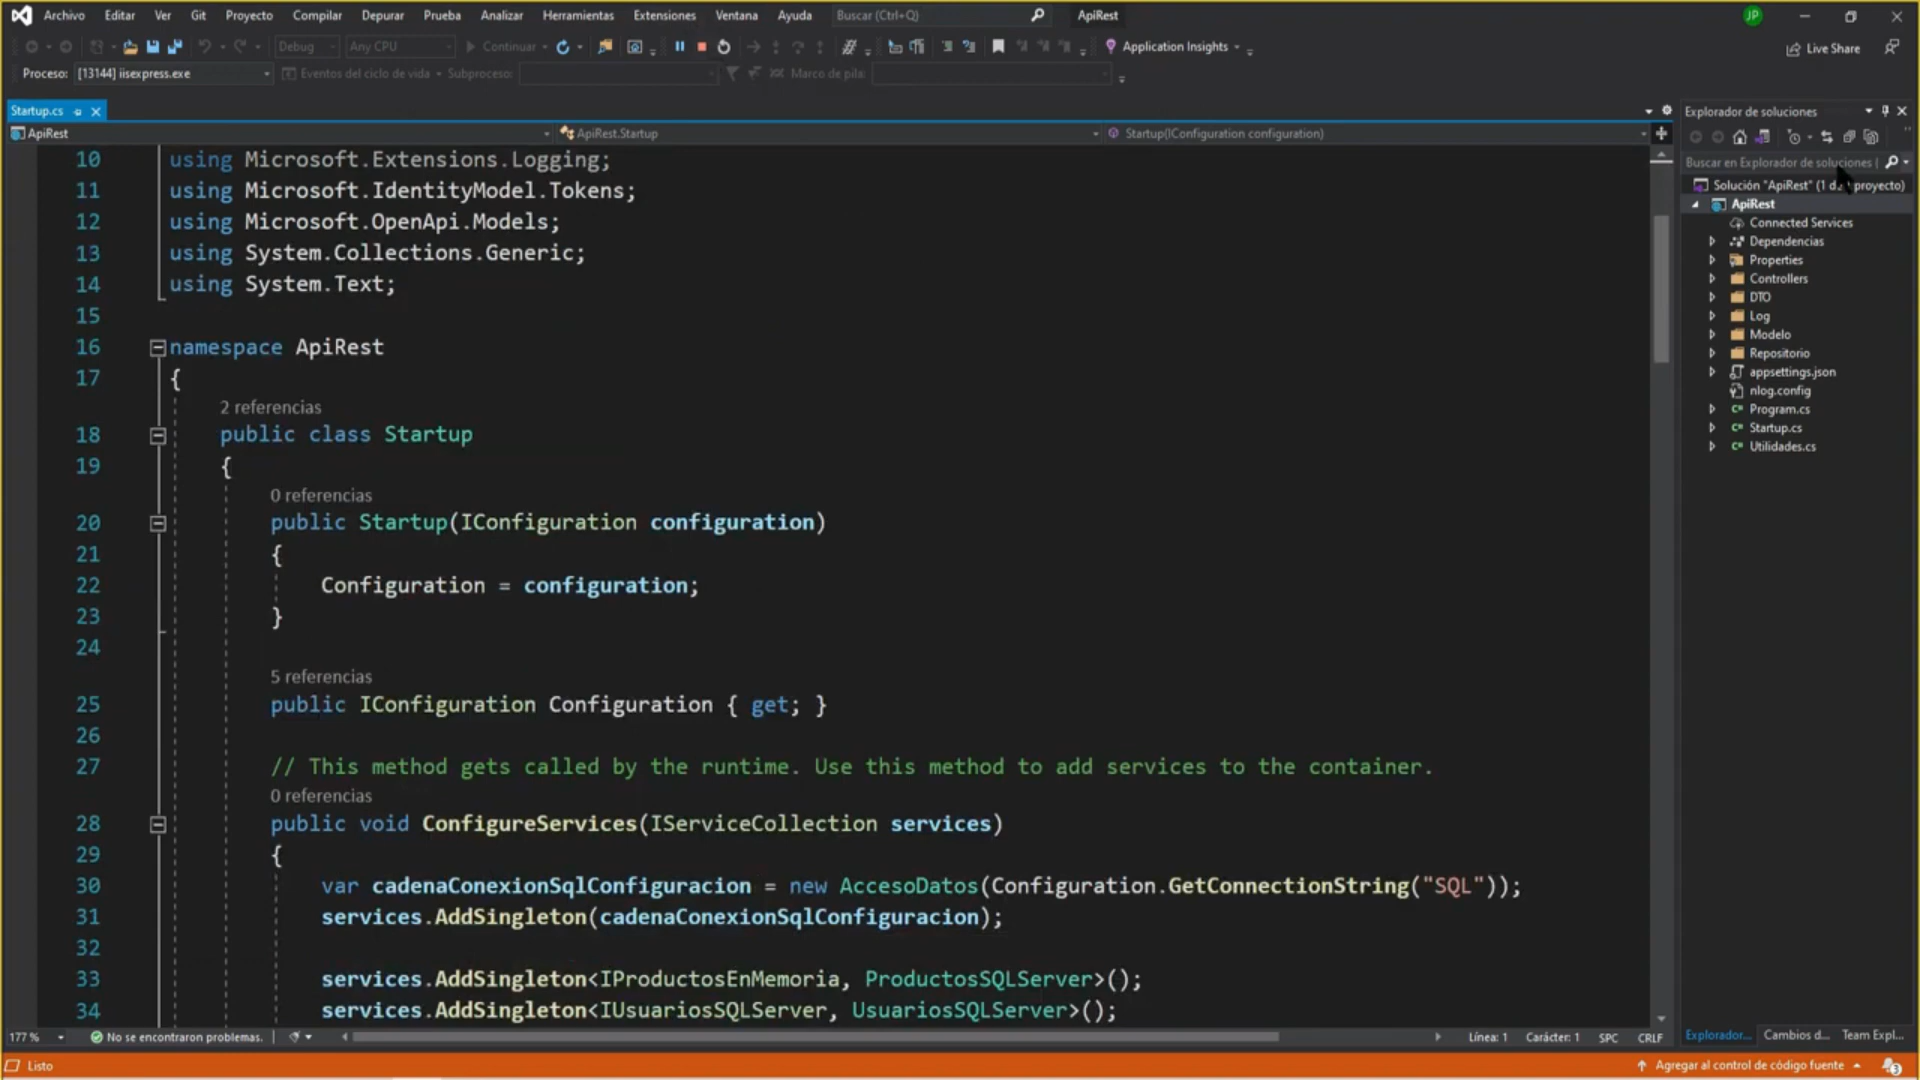 Archivo Editar Ver Git Proyecto Compilar Depurar Prueba Analizar Herramientas Extensiones Ventana Ayuda Buscar (Ctrl+Q) ApiRest JP
Debug Any CPU Continuar Application Insights Live Share
Proceso: [13144] iisexpress.exe Eventos del ciclo de vida Subproceso: Marco de pila:
Startup.cs
ApiRest ApiRest.Startup Startup(IConfiguration configuration)
10 using Microsoft.Extensions.Logging;
11 using Microsoft.IdentityModel.Tokens;
12 using Microsoft.OpenApi.Models;
13 using System.Collections.Generic;
14 using System.Text;
15
16 namespace ApiRest
17 {
2 referencias
18 public class Startup
19 {
0 referencias
20 public Startup(IConfiguration configuration)
21 {
22 Configuration = configuration;
23 }
24
5 referencias
25 public IConfiguration Configuration { get; }
26
27 // This method gets called by the runtime. Use this method to add services to the container.
0 referencias
28 public void ConfigureServices(IServiceCollection services)
29 {
30 var cadenaConexionSqlConfiguracion = new AccesoDatos(Configuration.GetConnectionString("SQL"));
31 services.AddSingleton(cadenaConexionSqlConfiguracion);
32
33 services.AddSingleton<IProductosEnMemoria, ProductosSQLServer>();
34 services.AddSingleton<IUsuariosSQLServer, UsuariosSQLServer>();
177 % No se encontraron problemas. Línea: 1 Carácter: 1 SPC CRLF
Explorador de soluciones
Buscar en Explorador de soluciones (
Solución "ApiRest" (1 d proyecto)
ApiRest
Connected Services
Dependencias
Properties
Controllers
DTO
Log
Modelo
Repositorio
appsettings.json
nlog.config
Program.cs
Startup.cs
Utilidades.cs
Explorador... Cambios d... Team Expl...
Listo Agregar al control de código fuente 3